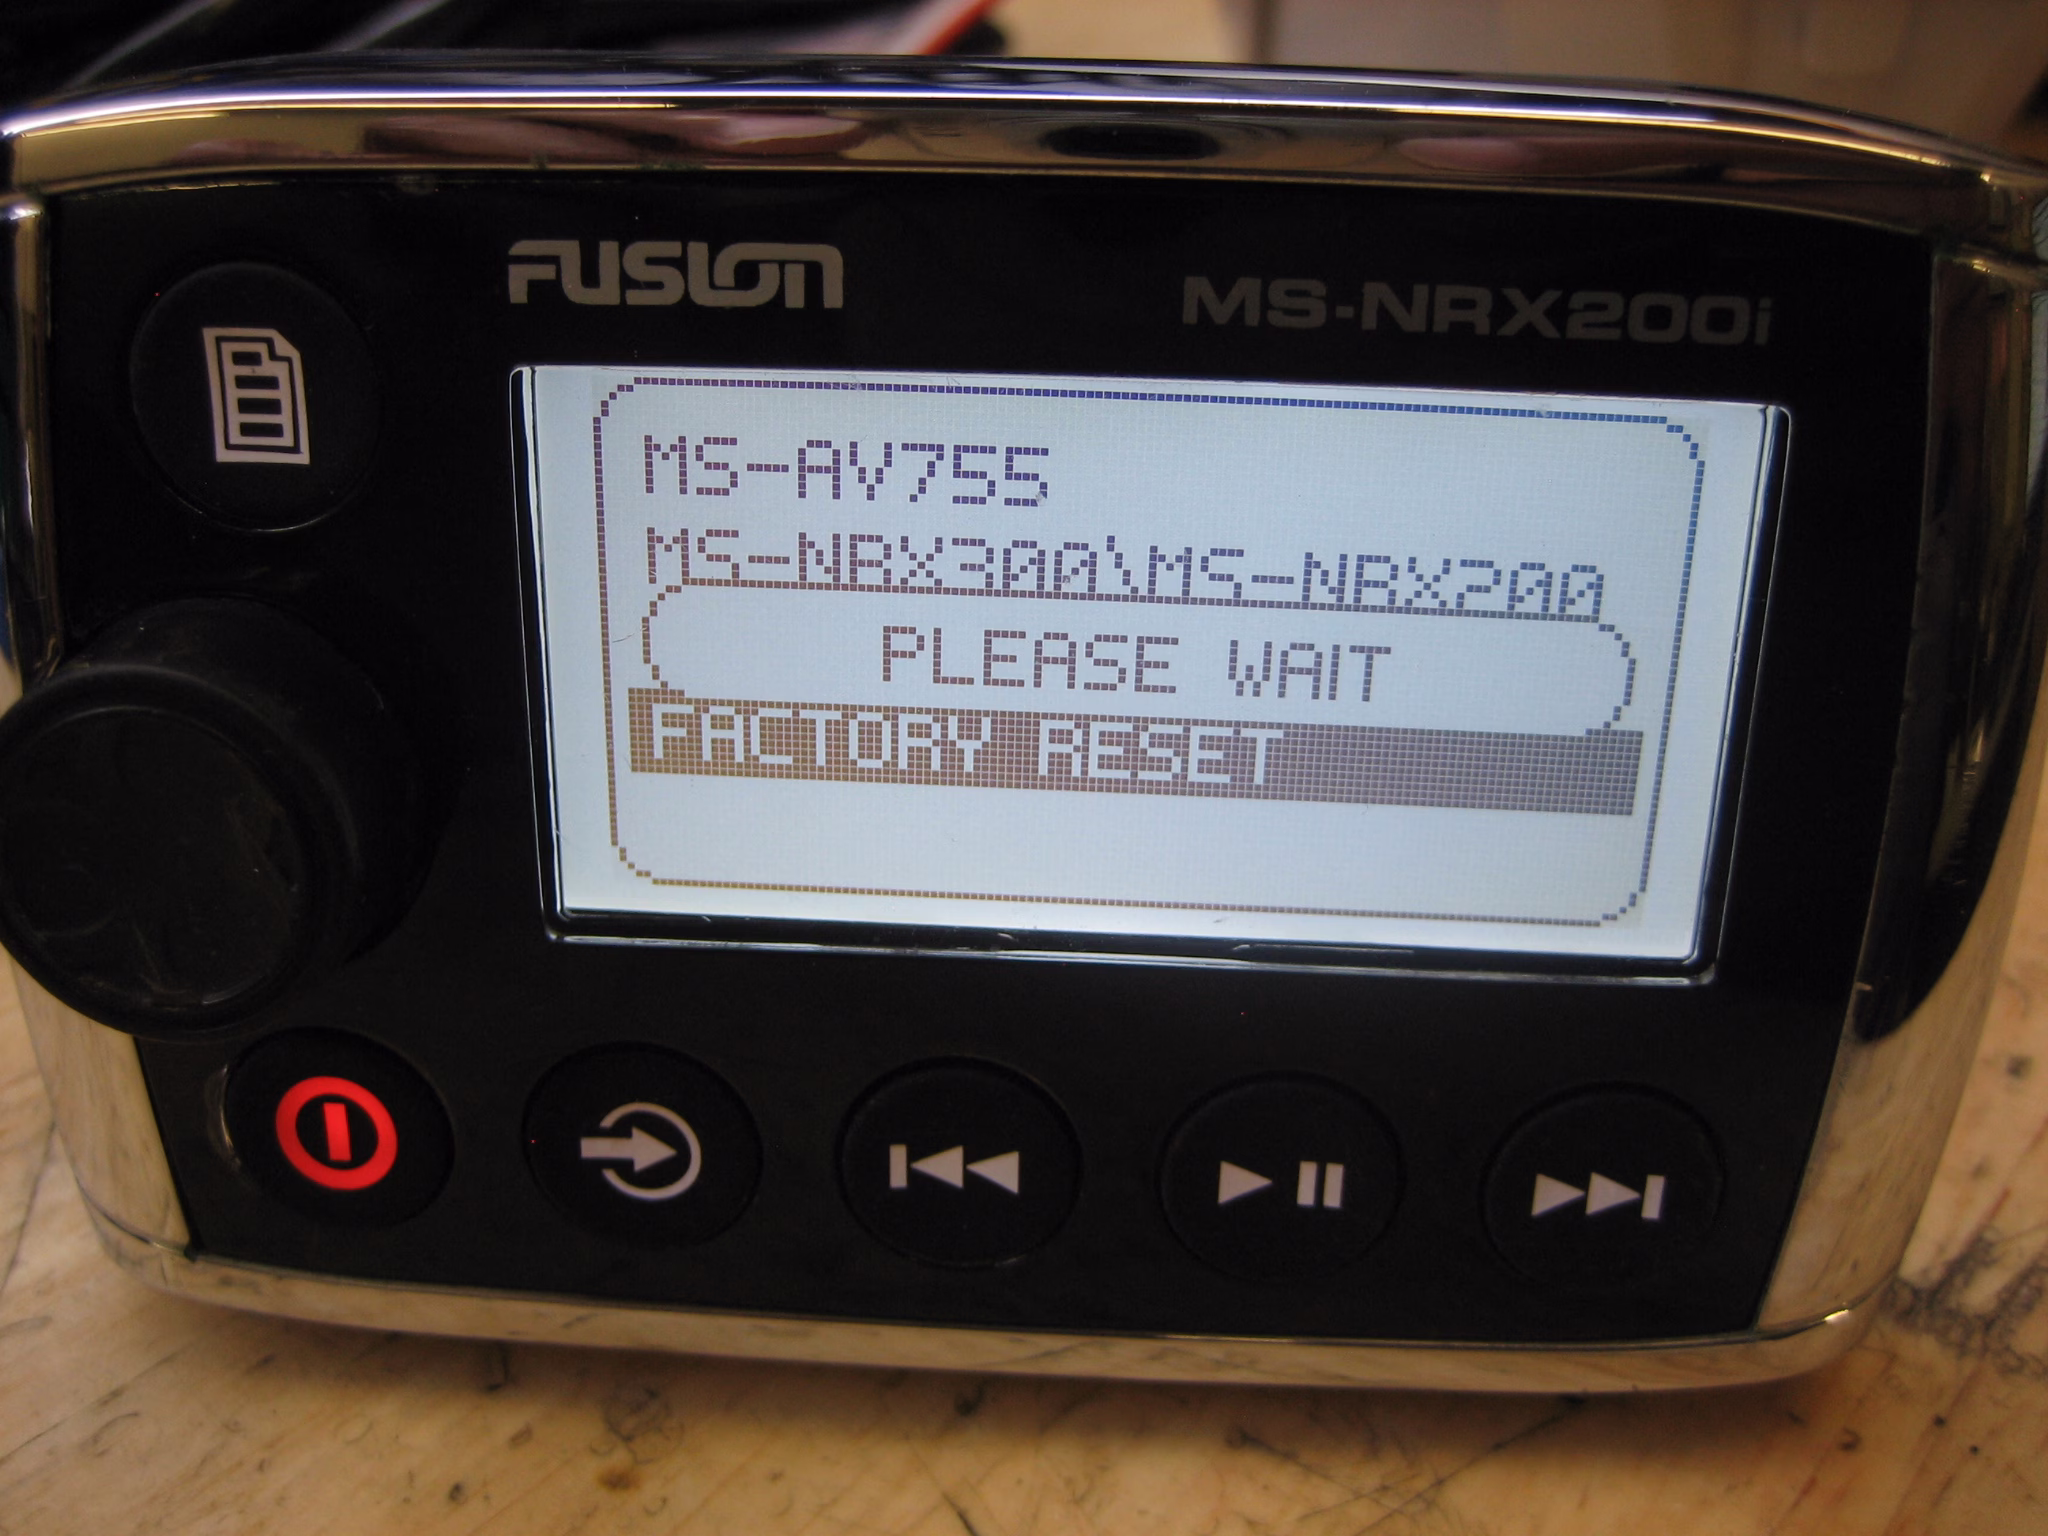 FUSION
MS-NRX200i
MS-AV755
MS-NRX300\MS-NRX200
PLEASE WAIT
FACTORY RESET